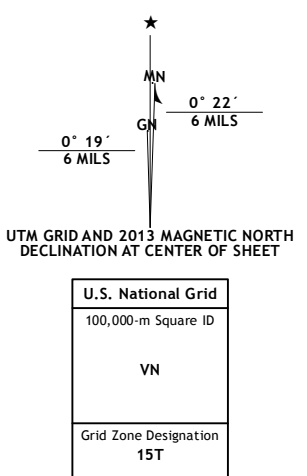 ★
MN
0° 22´
6 MILS
GN
0° 19´
6 MILS
UTM GRID AND 2013 MAGNETIC NORTH
DECLINATION AT CENTER OF SHEET
U.S. National Grid
100,000-m Square ID
VN
Grid Zone Designation
15T